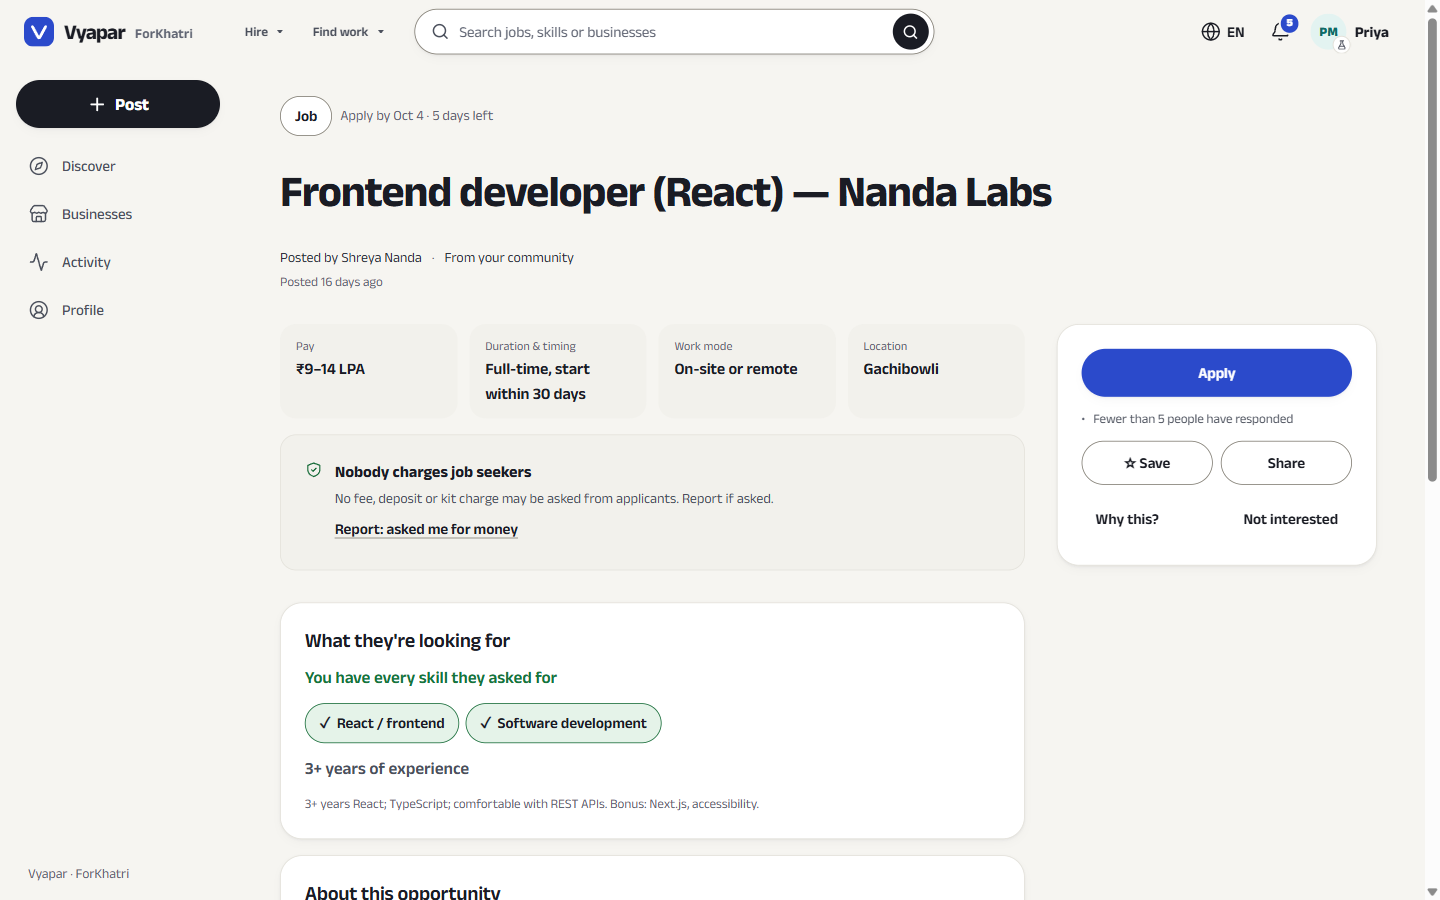 Vyapar ForKhatri
Hire
Find work
Search jobs, skills or businesses
EN
5
PM
Priya
Post
Discover
Businesses
Activity
Profile
Vyapar · ForKhatri
Job
Apply by Oct 4 · 5 days left
Frontend developer (React) — Nanda Labs
Posted by Shreya Nanda · From your community
Posted 16 days ago
Pay
₹9–14 LPA
Duration & timing
Full-time, start
within 30 days
Work mode
On-site or remote
Location
Gachibowli
Nobody charges job seekers
No fee, deposit or kit charge may be asked from applicants. Report if asked.
Report: asked me for money
What they're looking for
You have every skill they asked for
✓ React / frontend
✓ Software development
3+ years of experience
3+ years React; TypeScript; comfortable with REST APIs. Bonus: Next.js, accessibility.
About this opportunity
Apply
• Fewer than 5 people have responded
☆ Save
Share
Why this?
Not interested